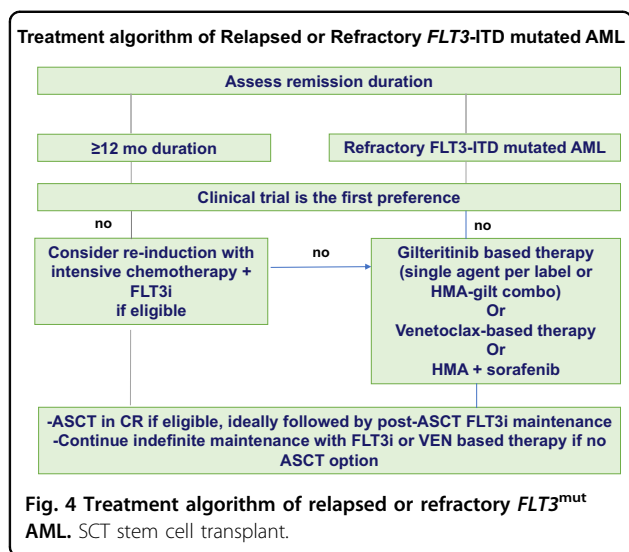 Treatment algorithm of Relapsed or Refractory FLT3-ITD mutated AML
Assess remission duration
≥12 mo duration
Refractory FLT3-ITD mutated AML
Clinical trial is the first preference
no
no
Consider re-induction with
intensive chemotherapy +
FLT3i
if eligible
no
Gilteritinib based therapy
(single agent per label or
HMA-gilt combo)
Or
Venetoclax-based therapy
Or
HMA + sorafenib
-ASCT in CR if eligible, ideally followed by post-ASCT FLT3i maintenance
-Continue indefinite maintenance with FLT3i or VEN based therapy if no
ASCT option
Fig. 4 Treatment algorithm of relapsed or refractory FLT3mut
AML. SCT stem cell transplant.